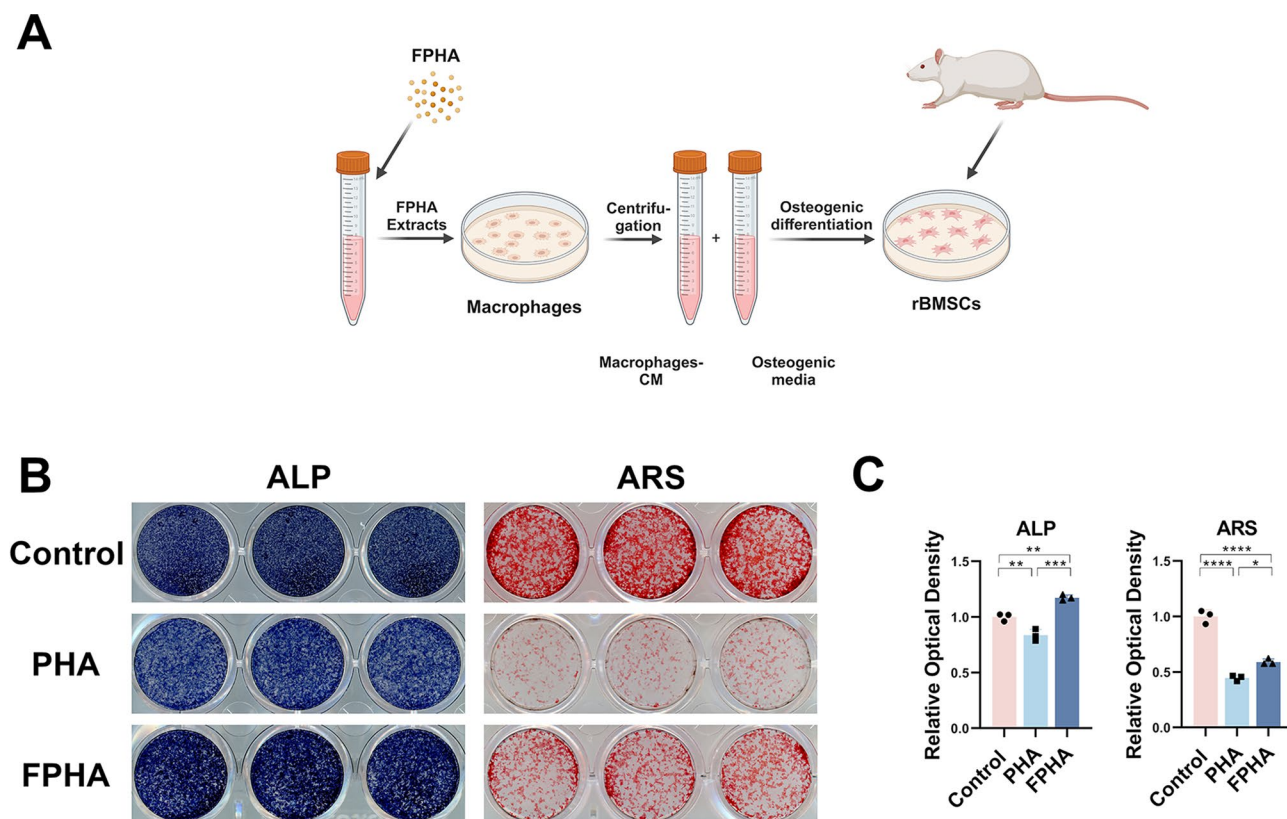 A
FPHA
FPHA
Extracts
Macrophages
Centrifu-
gation
+
Macrophages-
CM
Osteogenic
media
Osteogenic
differentiation
rBMSCs
B
ALP
ARS
Control
PHA
FPHA
C
ALP
Relative Optical Density
1.5
1.0
0.5
0.0
**
**
***
Control
PHA
FPHA
ARS
Relative Optical Density
1.5
1.0
0.5
0.0
****
****
*
Control
PHA
FPHA